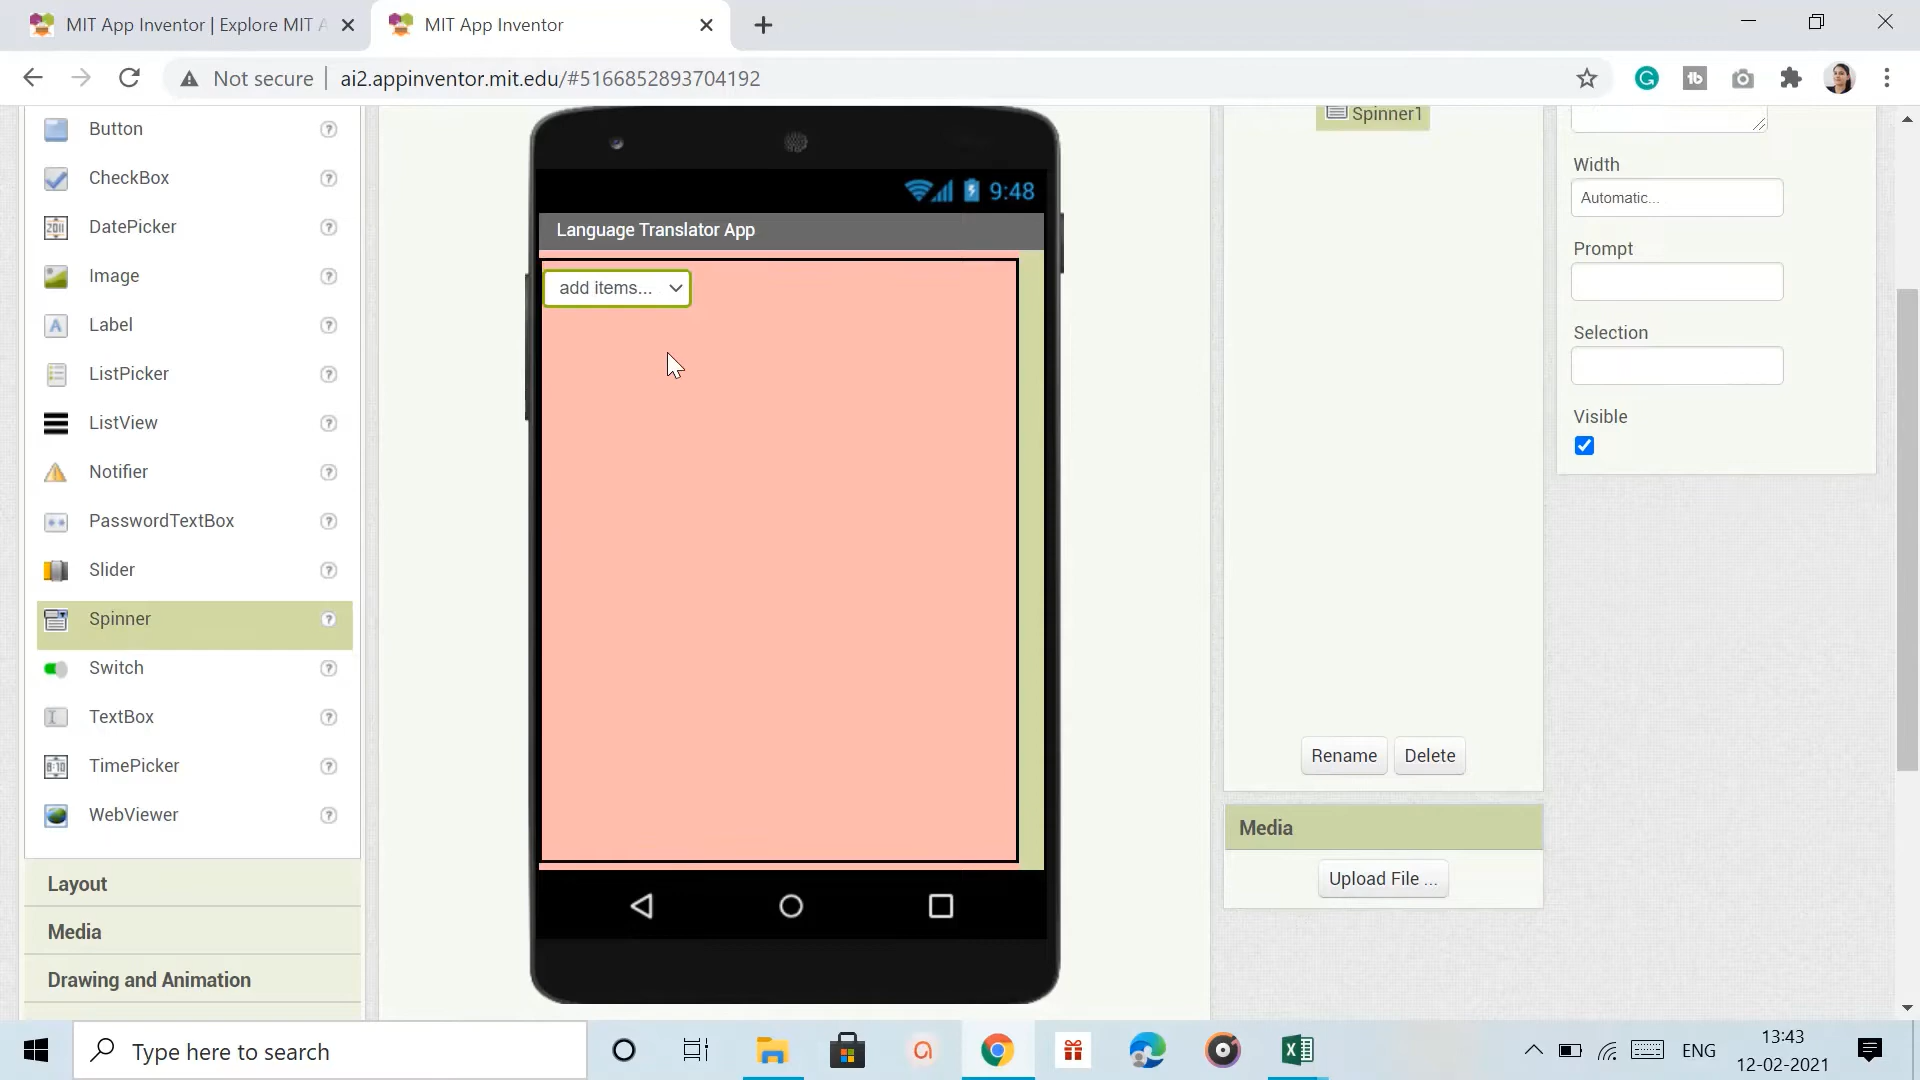 MIT App Inventor | Explore MIT A
MIT App Inventor
Not secure
ai2.appinventor.mit.edu/#5166852893704192
Button
CheckBox
DatePicker
Image
Label
ListPicker
ListView
Notifier
PasswordTextBox
Slider
Spinner
Switch
TextBox
TimePicker
WebViewer
Layout
Media
Drawing and Animation
9:48
Language Translator App
add items...
Spinner1
Rename
Delete
Media
Upload File ...
Width
Automatic...
Prompt
Selection
Visible
Type here to search
ENG
13:43
12-02-2021